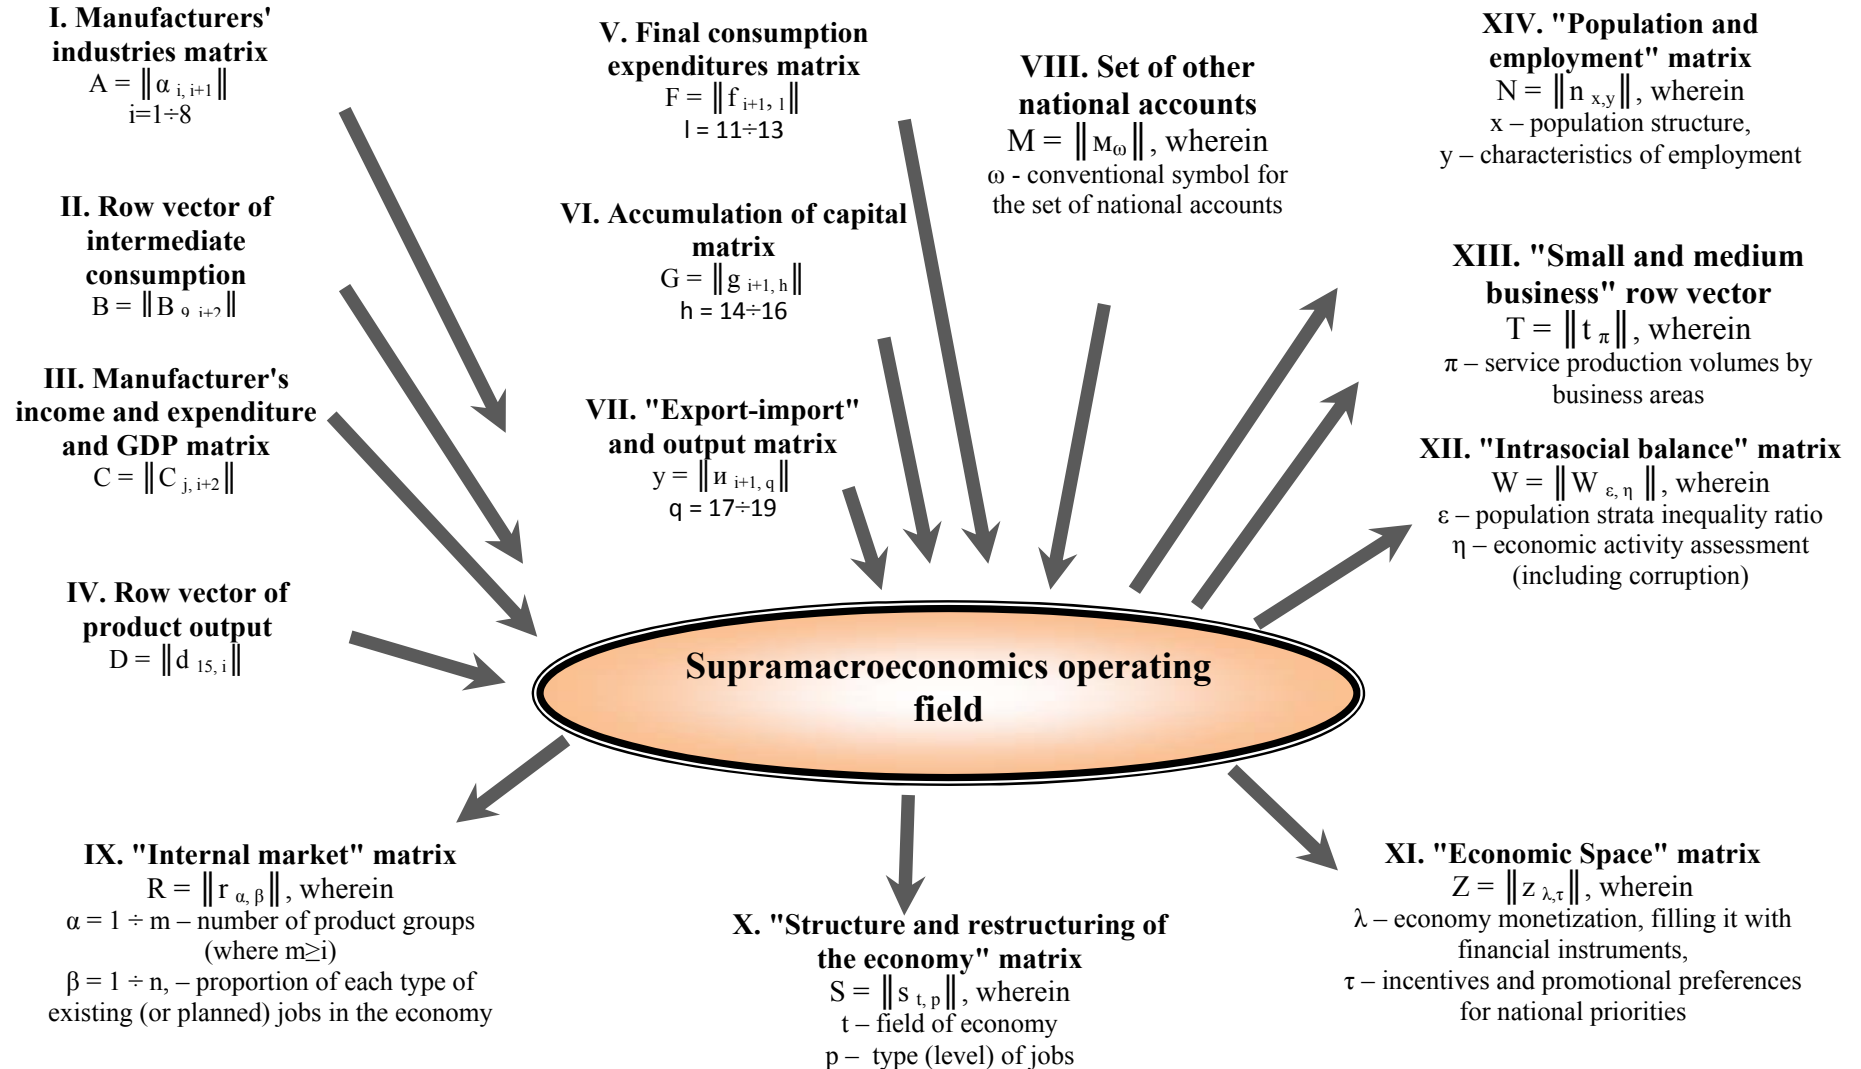 I. Manufacturers'
industries matrix
A = ‖α i, i+1‖
i=1÷8
II. Row vector of
intermediate
consumption
B = ‖B 9, i+2‖
III. Manufacturer's
income and expenditure
and GDP matrix
C = ‖C j, i+2‖
IV. Row vector of
product output
D = ‖d 15, i‖
V. Final consumption
expenditures matrix
F = ‖f i+1, l‖
l = 11÷13
VI. Accumulation of capital
matrix
G = ‖g i+1, h‖
h = 14÷16
VII. "Export-import"
and output matrix
y = ‖и i+1, q‖
q = 17÷19
VIII. Set of other
national accounts
M = ‖м ω‖, wherein
ω - conventional symbol for
the set of national accounts
XIV. "Population and
employment" matrix
N = ‖n x,y‖, wherein
x – population structure,
y – characteristics of employment
XIII. "Small and medium
business" row vector
T = ‖t π‖, wherein
π – service production volumes by
business areas
XII. "Intrasocial balance" matrix
W = ‖W ε, η ‖, wherein
ε – population strata inequality ratio
η – economic activity assessment
(including corruption)
Supramacroeconomics operating
field
IX. "Internal market" matrix
R = ‖r α, β‖, wherein
α = 1 ÷ m – number of product groups
(where m≥i)
β = 1 ÷ n, – proportion of each type of
existing (or planned) jobs in the economy
X. "Structure and restructuring of
the economy" matrix
S = ‖s t, p‖, wherein
t – field of economy
p – type (level) of jobs
XI. "Economic Space" matrix
Z = ‖z λ,τ‖, wherein
λ – economy monetization, filling it with
financial instruments,
τ – incentives and promotional preferences
for national priorities